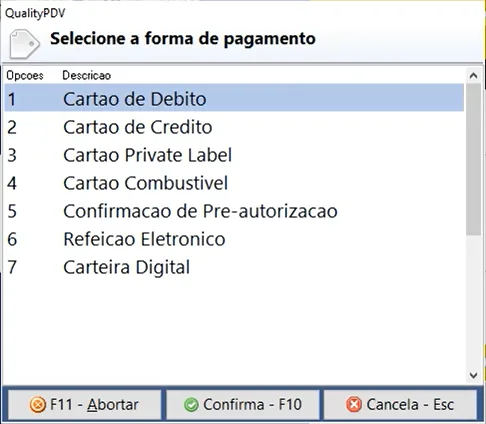 QualityPDV
Selecione a forma de pagamento
Opcoes Descricao
1 Cartao de Debito
2 Cartao de Credito
3 Cartao Private Label
4 Cartao Combustivel
5 Confirmacao de Pre-autorizacao
6 Refeicao Eletronico
7 Carteira Digital
F11 - Abortar Confirma - F10 Cancela - Esc